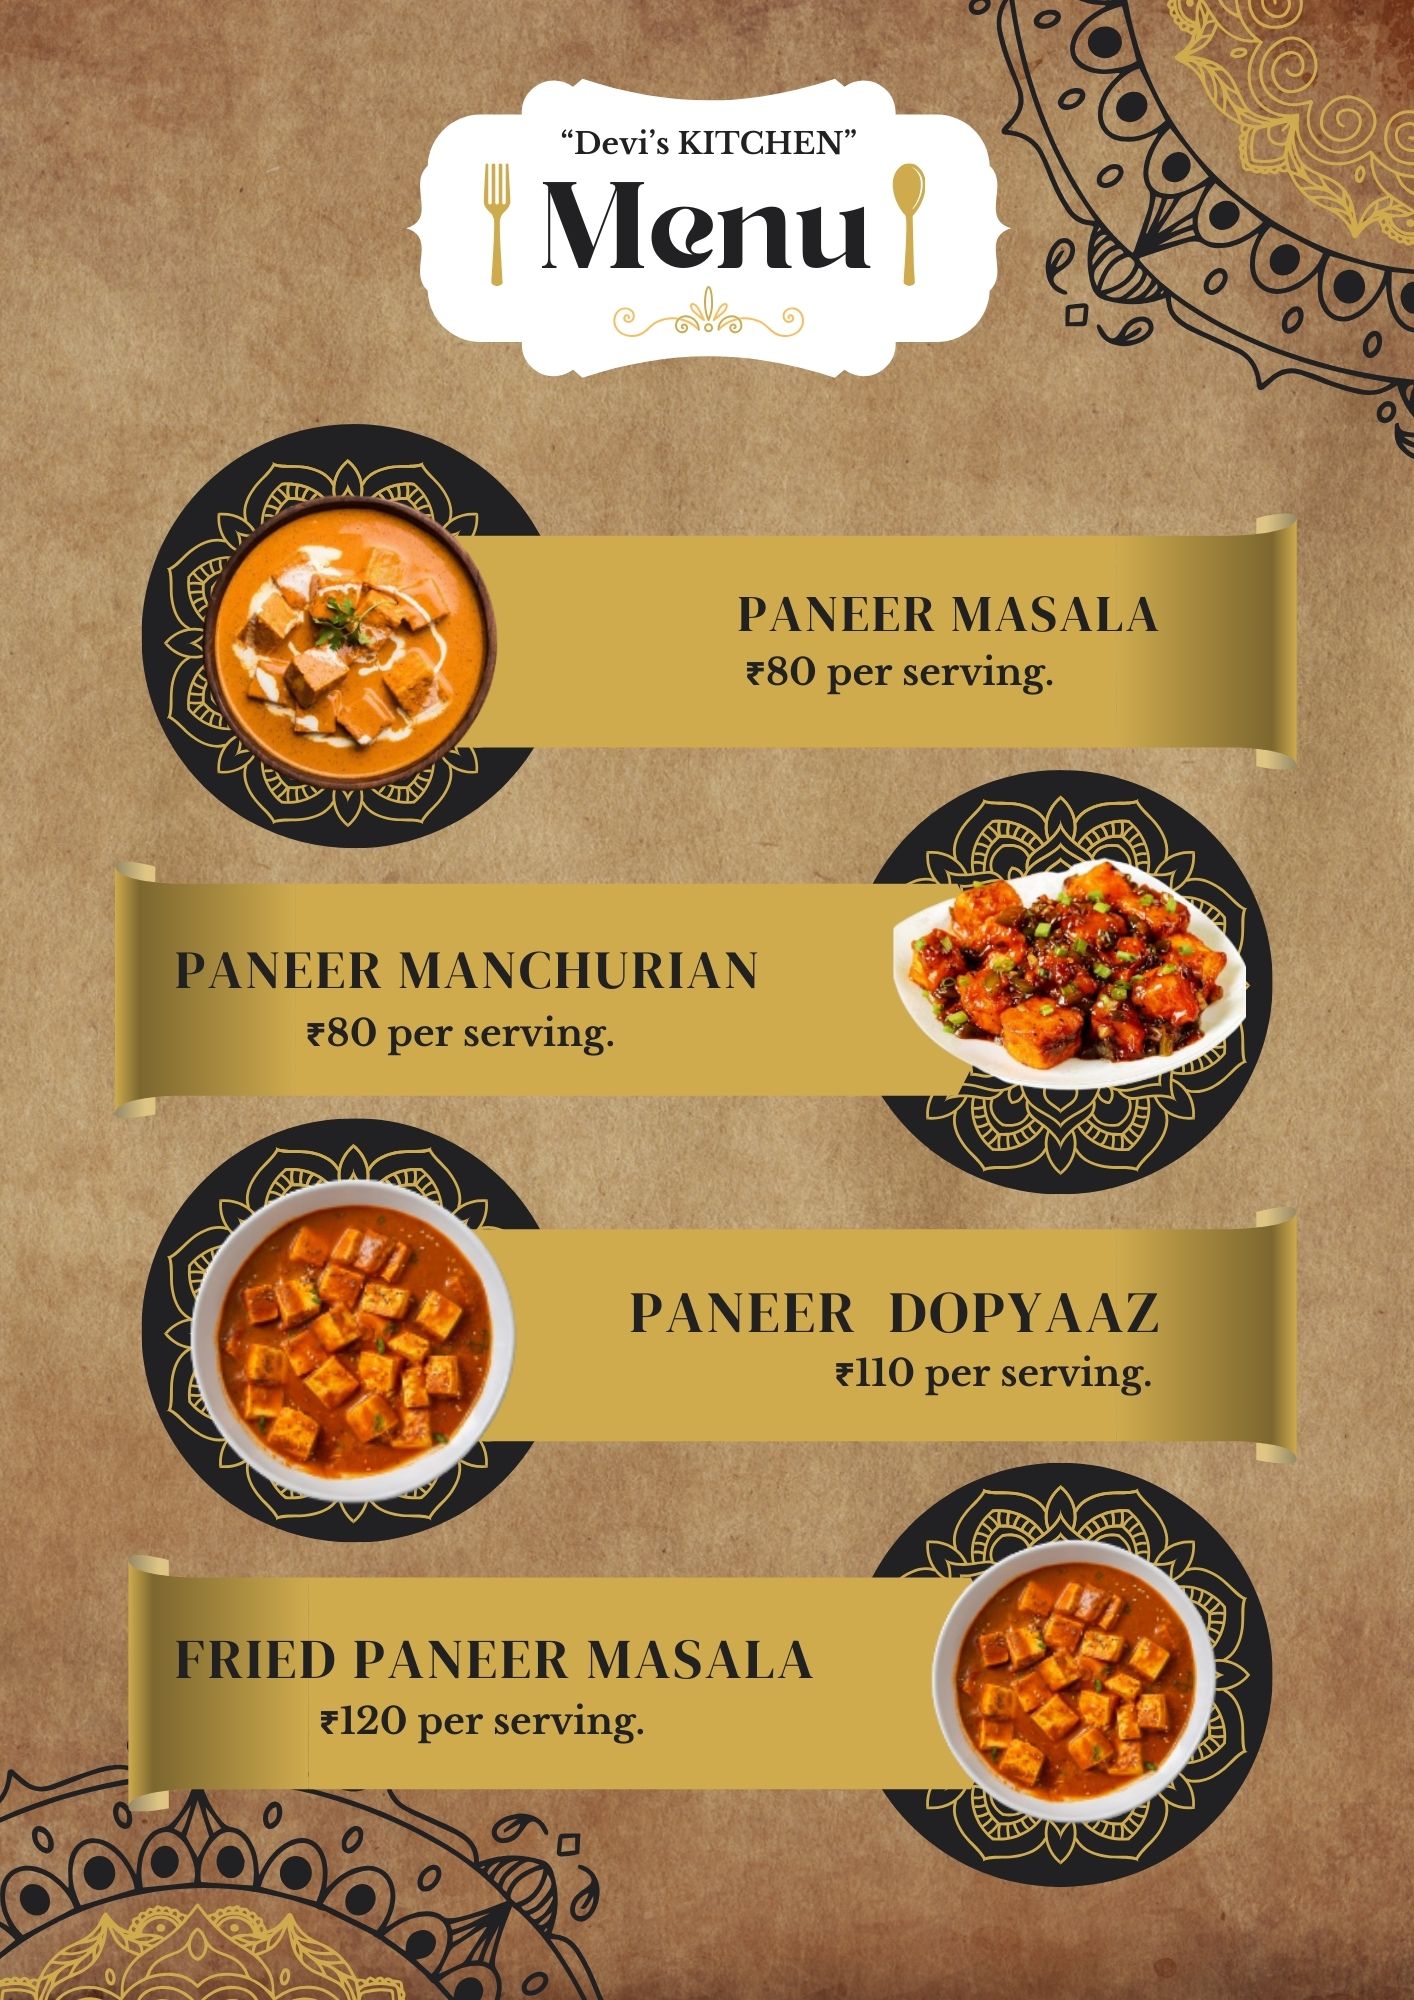 “Devi’s KITCHEN”
Menu
PANEER MASALA
₹80 per serving.
PANEER MANCHURIAN
₹80 per serving.
PANEER DOPYAAZ
₹110 per serving.
FRIED PANEER MASALA
₹120 per serving.